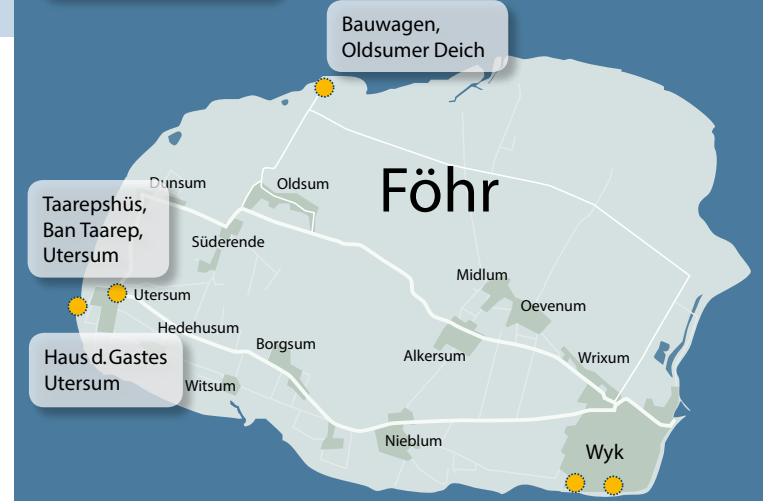 Bauwagen,
Oldsumer Deich
Föhr
Dunsum
Oldsum
Taarepshüs,
Ban Taarep,
Utersum
Süderende
Midlum
Utersum
Oevenum
Hedehusum
Borgsum
Alkersum
Wrixum
Haus d. Gastes
Utersum
Witsum
Nieblum
Wyk